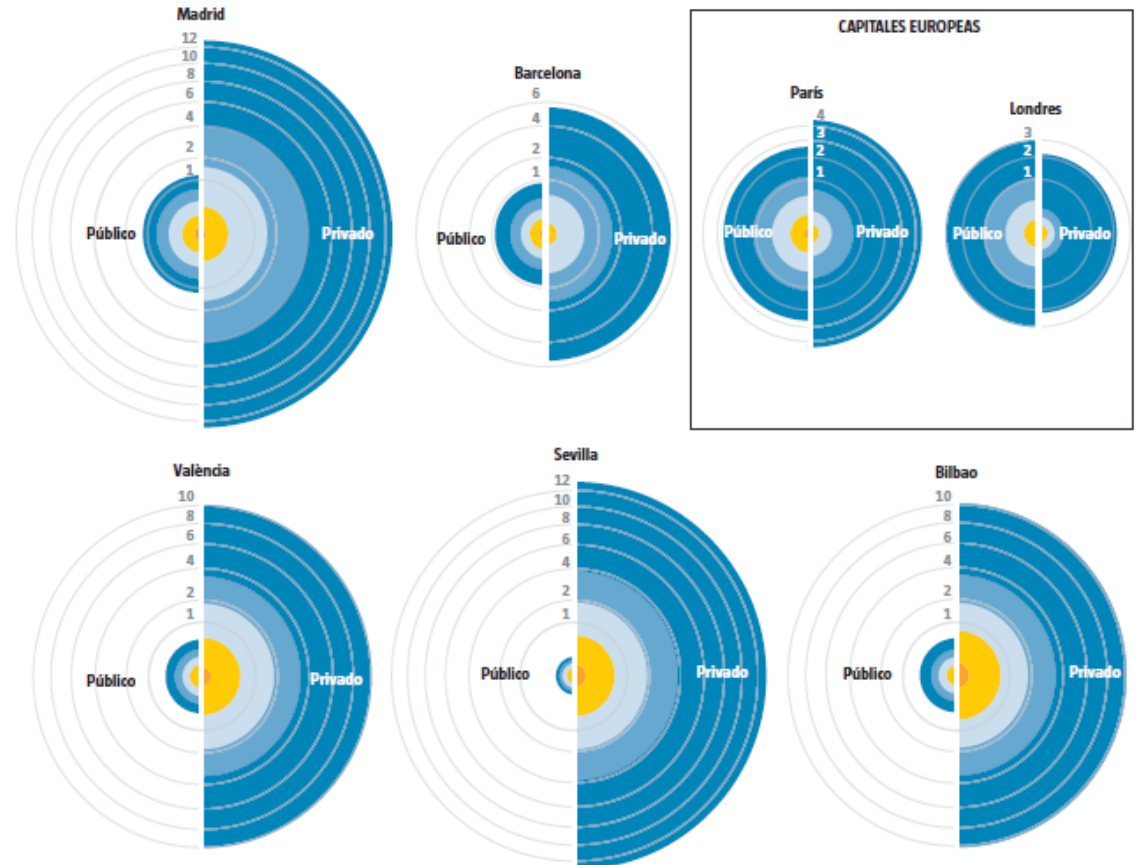 Madrid
12
10
8
6
4
2
1
Público
Privado
Barcelona
6
4
2
1
Público
Privado
CAPITALES EUROPEAS
París
4
3
2
1
Público
Privado
Londres
3
2
1
Público
Privado
València
10
8
6
4
2
1
Público
Privado
Sevilla
12
10
8
6
4
2
1
Público
Privado
Bilbao
10
8
6
4
2
1
Público
Privado